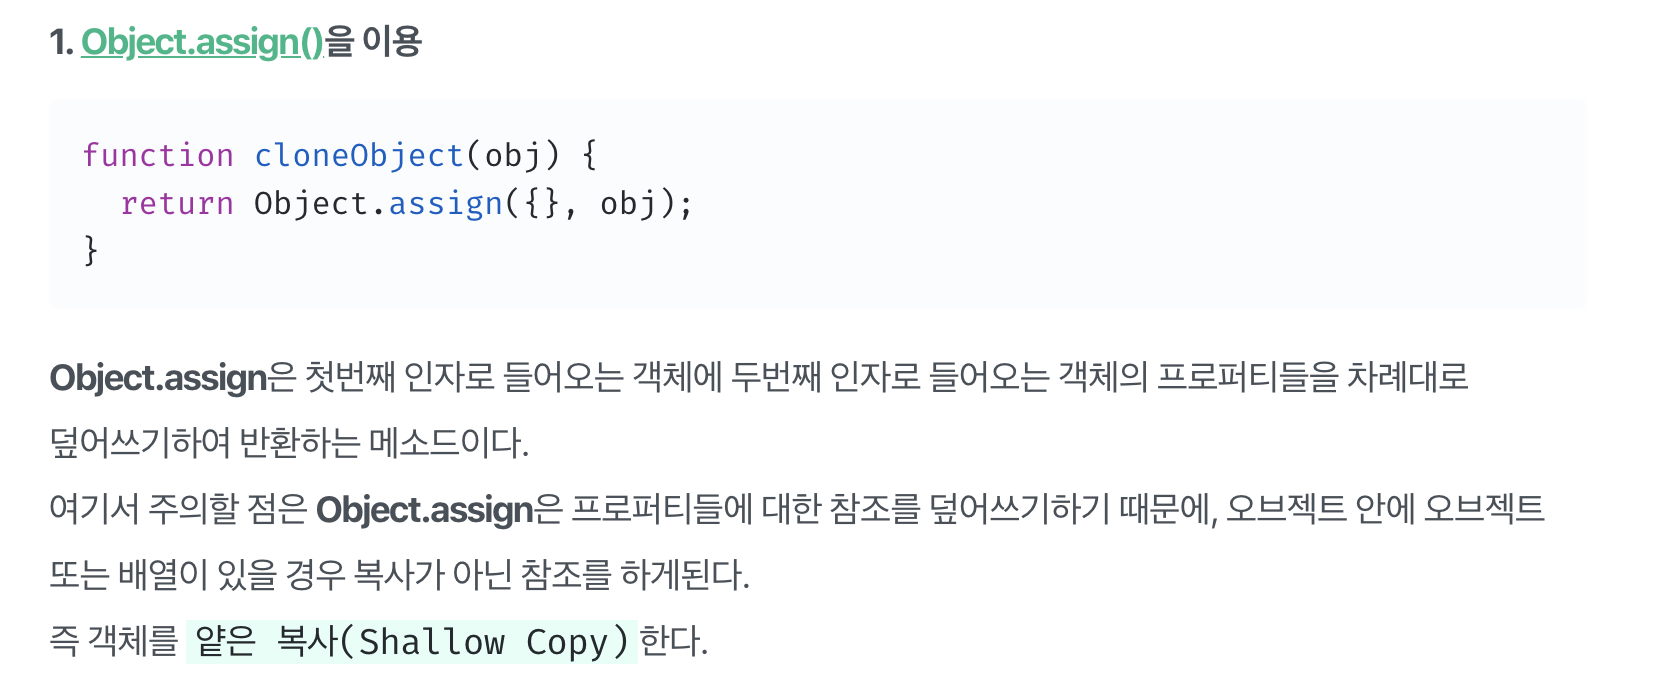 1. Object.assign()을 이용
function cloneObject(obj) {
  return Object.assign({}, obj);
}
Object.assign은 첫번째 인자로 들어오는 객체에 두번째 인자로 들어오는 객체의 프로퍼티들을 차례대로
덮어쓰기하여 반환하는 메소드이다.
여기서 주의할 점은 Object.assign은 프로퍼티들에 대한 참조를 덮어쓰기하기 때문에, 오브젝트 안에 오브젝트
또는 배열이 있을 경우 복사가 아닌 참조를 하게된다.
즉 객체를 얕은 복사(Shallow Copy)한다.